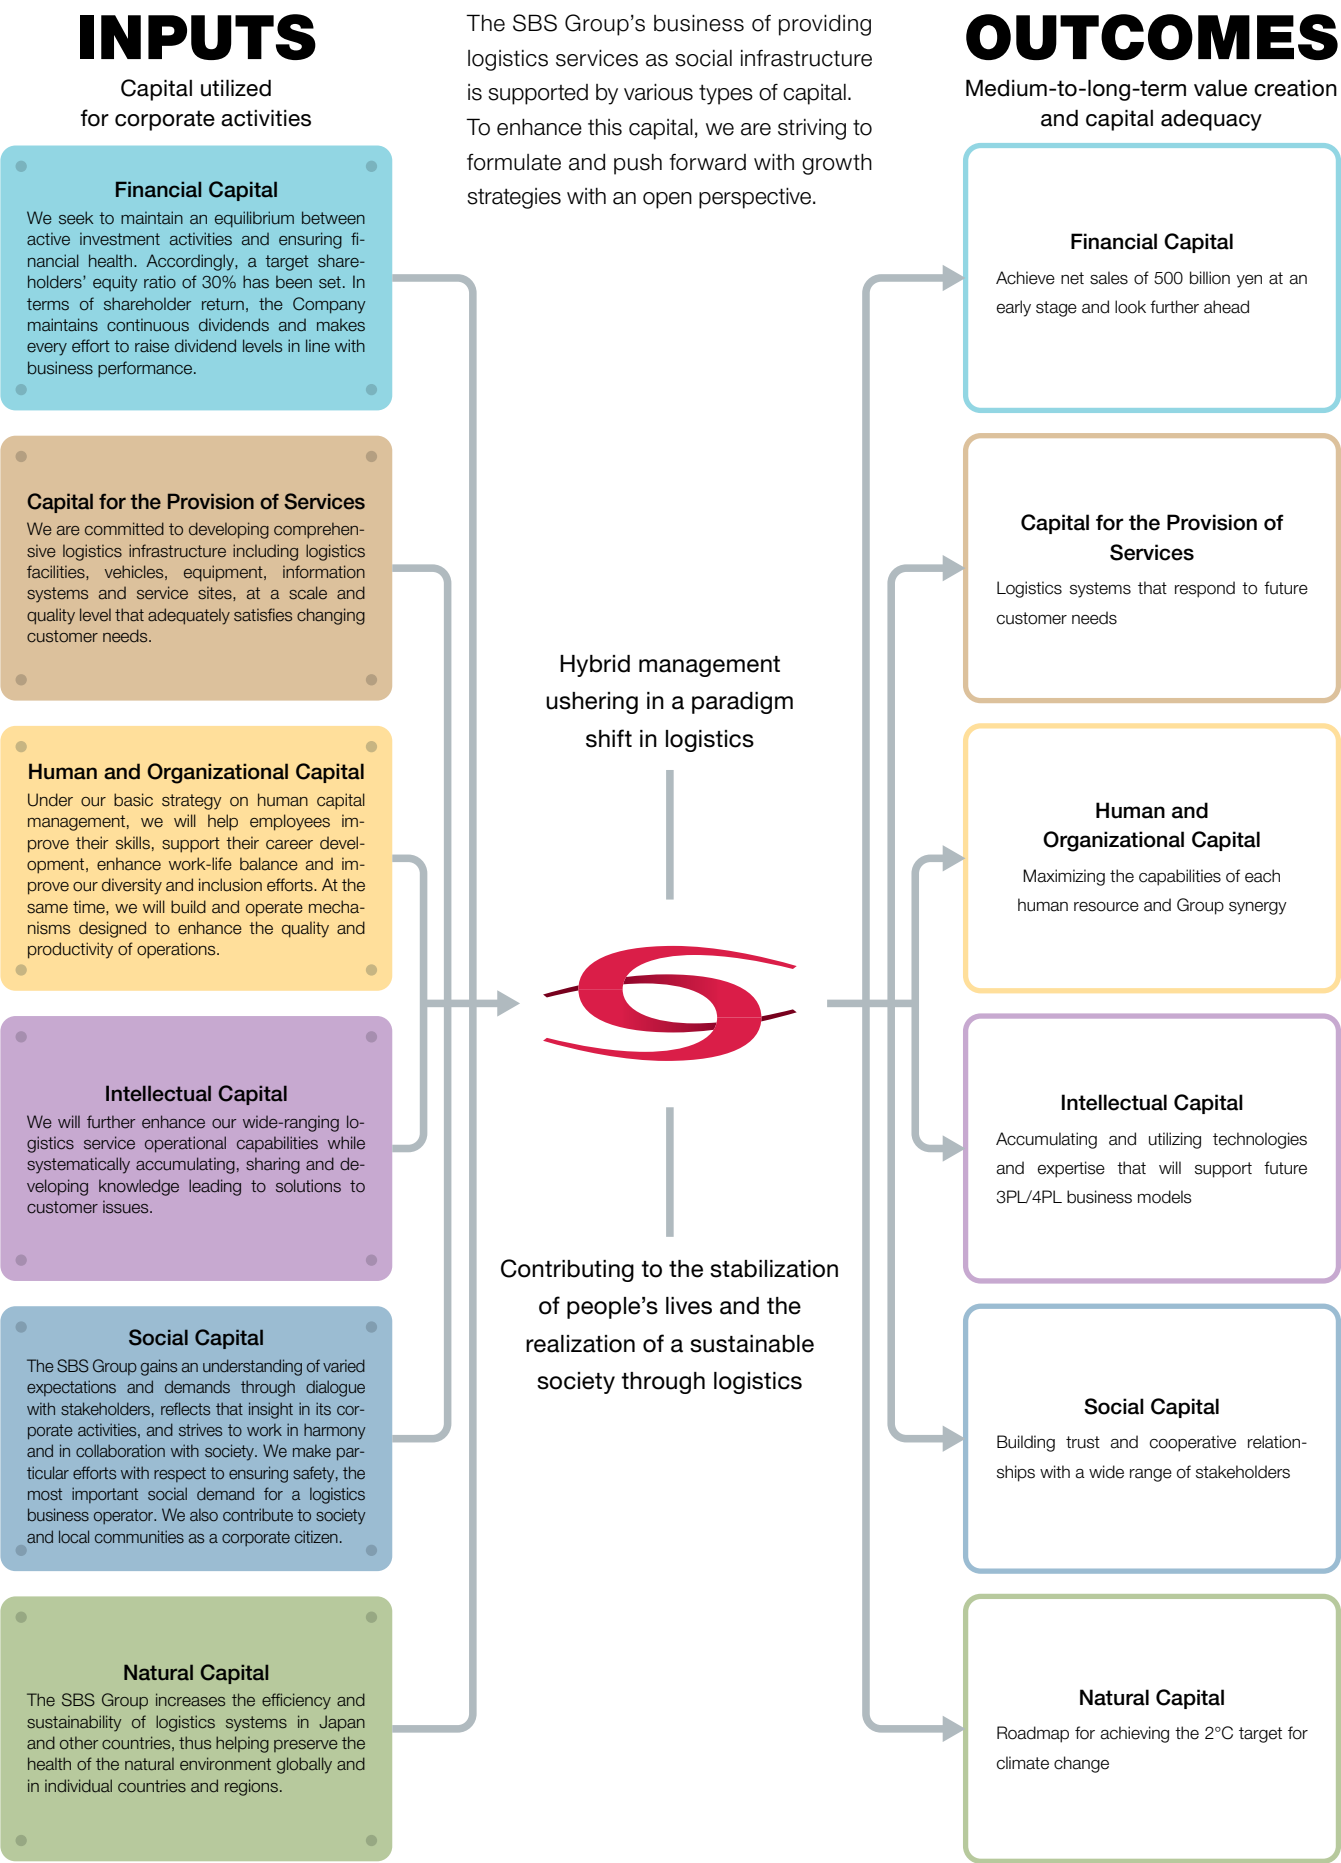 INPUTS
Capital utilized
for corporate activities
Financial Capital
We seek to maintain an equilibrium between
active investment activities and ensuring fi-
nancial health. Accordingly, a target share-
holders' equity ratio of 30% has been set. In
terms of shareholder return, the Company
maintains continuous dividends and makes
every effort to raise dividend levels in line with
business performance.
Capital for the Provision of Services
We are committed to developing comprehen-
sive logistics infrastructure including logistics
facilities, vehicles, equipment, information
systems and service sites, at a scale and
quality level that adequately satisfies changing
customer needs.
Human and Organizational Capital
Under our basic strategy on human capital
management, we will help employees im-
prove their skills, support their career devel-
opment, enhance work-life balance and im-
prove our diversity and inclusion efforts. At the
same time, we will build and operate mecha-
nisms designed to enhance the quality and
productivity of operations.
Intellectual Capital
We will further enhance our wide-ranging lo-
gistics service operational capabilities while
systematically accumulating, sharing and de-
veloping knowledge leading to solutions to
customer issues.
Social Capital
The SBS Group gains an understanding of varied
expectations and demands through dialogue
with stakeholders, reflects that insight in its cor-
porate activities, and strives to work in harmony
and in collaboration with society. We make par-
ticular efforts with respect to ensuring safety, the
most important social demand for a logistics
business operator. We also contribute to society
and local communities as a corporate citizen.
Natural Capital
The SBS Group increases the efficiency and
sustainability of logistics systems in Japan
and other countries, thus helping preserve the
health of the natural environment globally and
in individual countries and regions.
The SBS Group's business of providing
logistics services as social infrastructure
is supported by various types of capital.
To enhance this capital, we are striving to
formulate and push forward with growth
strategies with an open perspective.
Hybrid management
ushering in a paradigm
shift in logistics
Contributing to the stabilization
of people's lives and the
realization of a sustainable
society through logistics
OUTCOMES
Medium-to-long-term value creation
and capital adequacy
Financial Capital
Achieve net sales of 500 billion yen at an
early stage and look further ahead
Capital for the Provision of
Services
Logistics systems that respond to future
customer needs
Human and
Organizational Capital
Maximizing the capabilities of each
human resource and Group synergy
Intellectual Capital
Accumulating and utilizing technologies
and expertise that will support future
3PL/4PL business models
Social Capital
Building trust and cooperative relation-
ships with a wide range of stakeholders
Natural Capital
Roadmap for achieving the 2°C target for
climate change